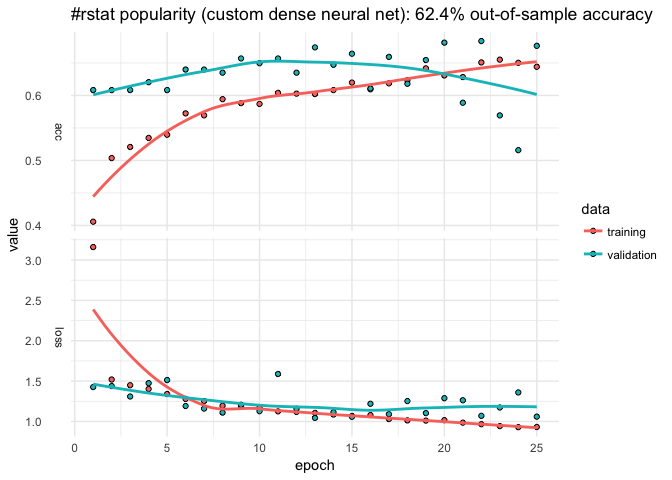 #rstat popularity (custom dense neural net): 62.4% out-of-sample accuracy
value
acc
0.6
0.5
0.4
loss
3.0
2.5
2.0
1.5
1.0
0
5
10
15
20
25
epoch
data
training
validation